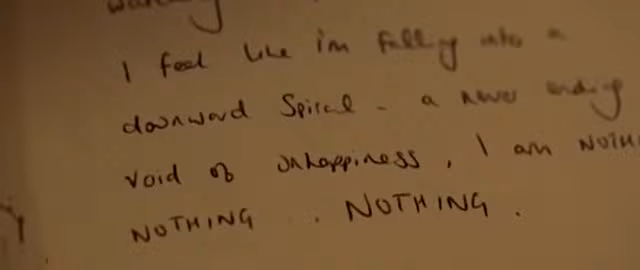 I feel like im falling into a
downward Spiral - a never ending
void of unhappiness, I am NOTH
NOTHING . NOTHING .